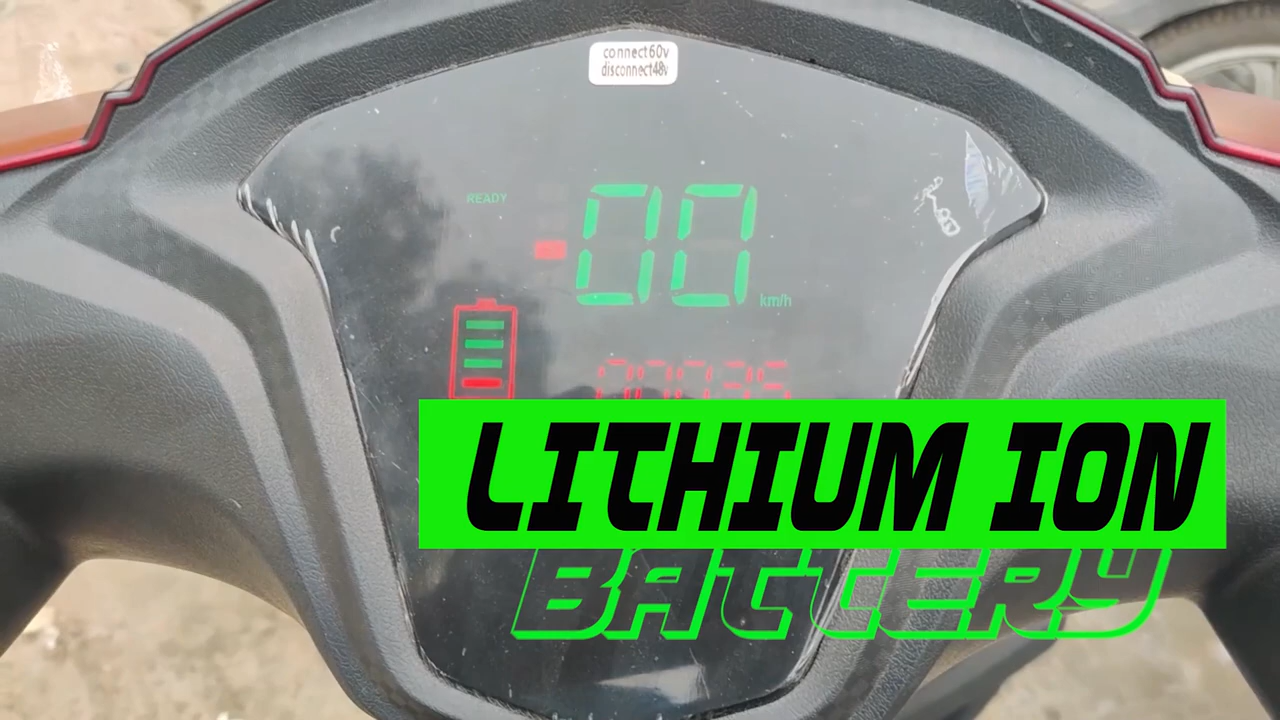 connect60v
disconnect48v
READY
00
km/h
LITHIUM ION
BATTERY